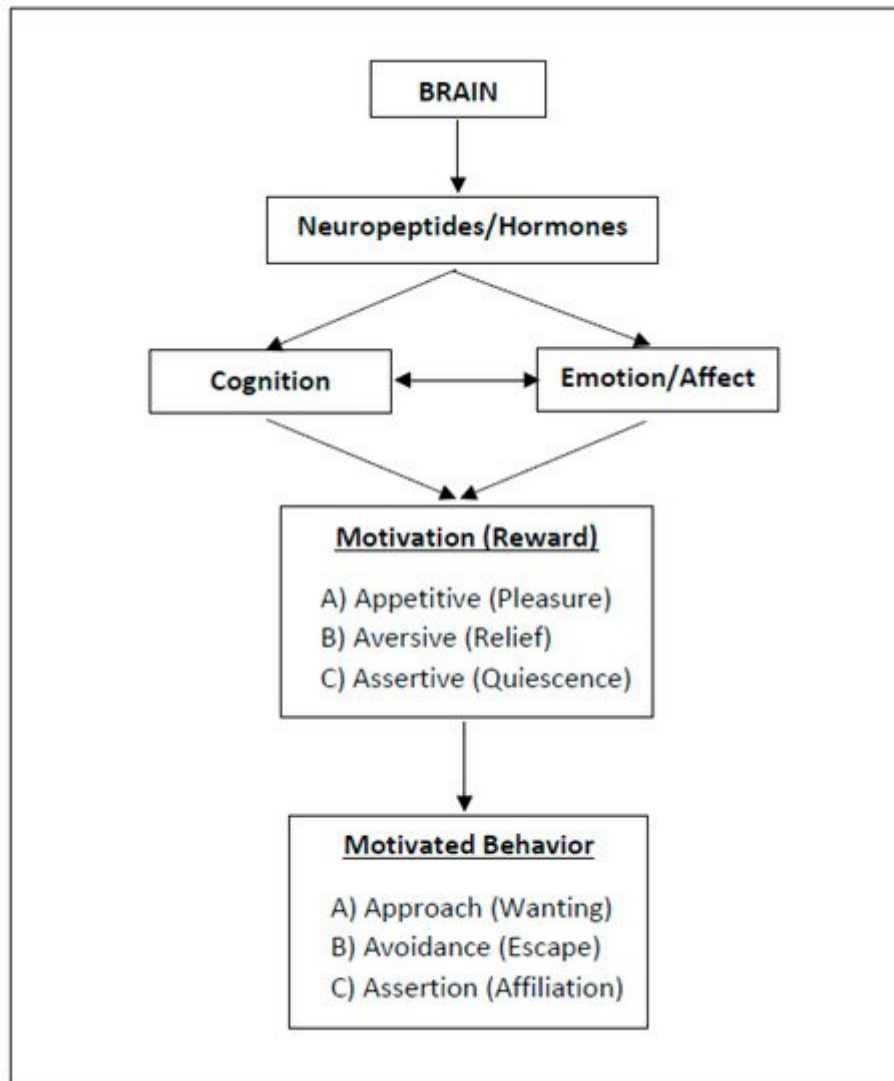 BRAIN
Neuropeptides/Hormones
Cognition
Emotion/Affect
Motivation (Reward)
A) Appetitive (Pleasure)
B) Aversive (Relief)
C) Assertive (Quiescence)
Motivated Behavior
A) Approach (Wanting)
B) Avoidance (Escape)
C) Assertion (Affiliation)